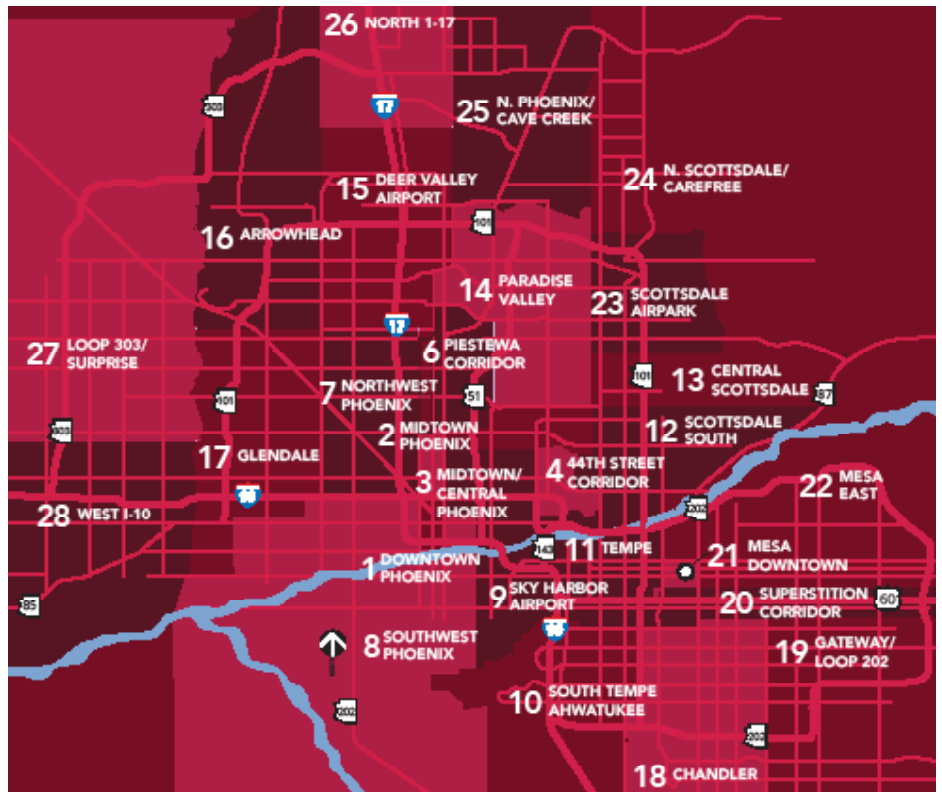 26 NORTH 1-17
303
17
25 N. PHOENIX/
CAVE CREEK
15 DEER VALLEY
AIRPORT
24 N. SCOTTSDALE/
CAREFREE
16 ARROWHEAD
101
14 PARADISE
VALLEY
23 SCOTTSDALE
AIRPARK
17
27 LOOP 303/
SURPRISE
6 PIESTEWA
CORRIDOR
7 NORTHWEST
PHOENIX
101
51
101
13 CENTRAL
SCOTTSDALE
87
303
2 MIDTOWN
PHOENIX
12 SCOTTSDALE
SOUTH
17 GLENDALE
3 MIDTOWN/
CENTRAL
PHOENIX
4 44TH STREET
CORRIDOR
22 MESA
EAST
28 WEST I-10
202
143
11 TEMPE
21 MESA
DOWNTOWN
1 DOWNTOWN
PHOENIX
9 SKY HARBOR
AIRPORT
20 SUPERSTITION
CORRIDOR
60
85
8 SOUTHWEST
PHOENIX
19 GATEWAY/
LOOP 202
10 SOUTH TEMPE
AHWATUKEE
202
202
18 CHANDLER